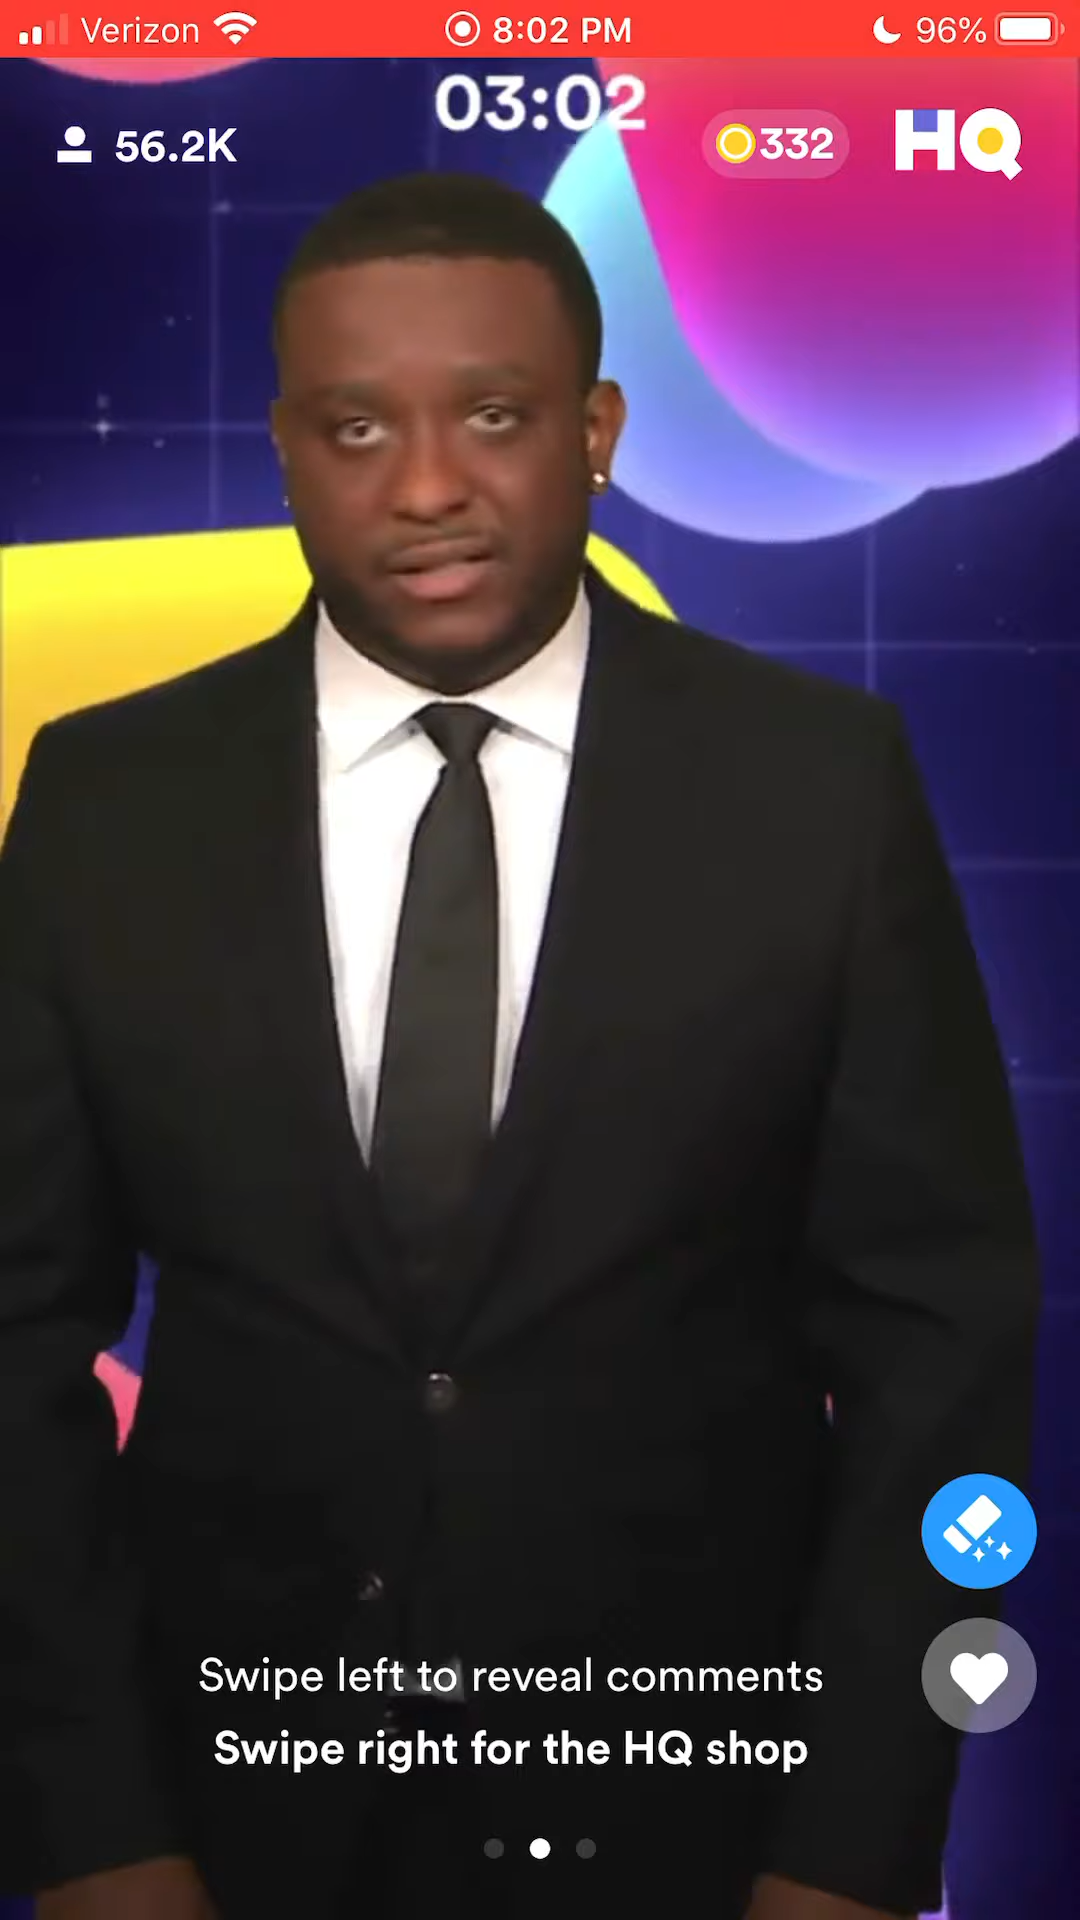 Verizon 8:02 PM 96%
03:02
56.2K
332
HQ
Swipe left to reveal comments
Swipe right for the HQ shop